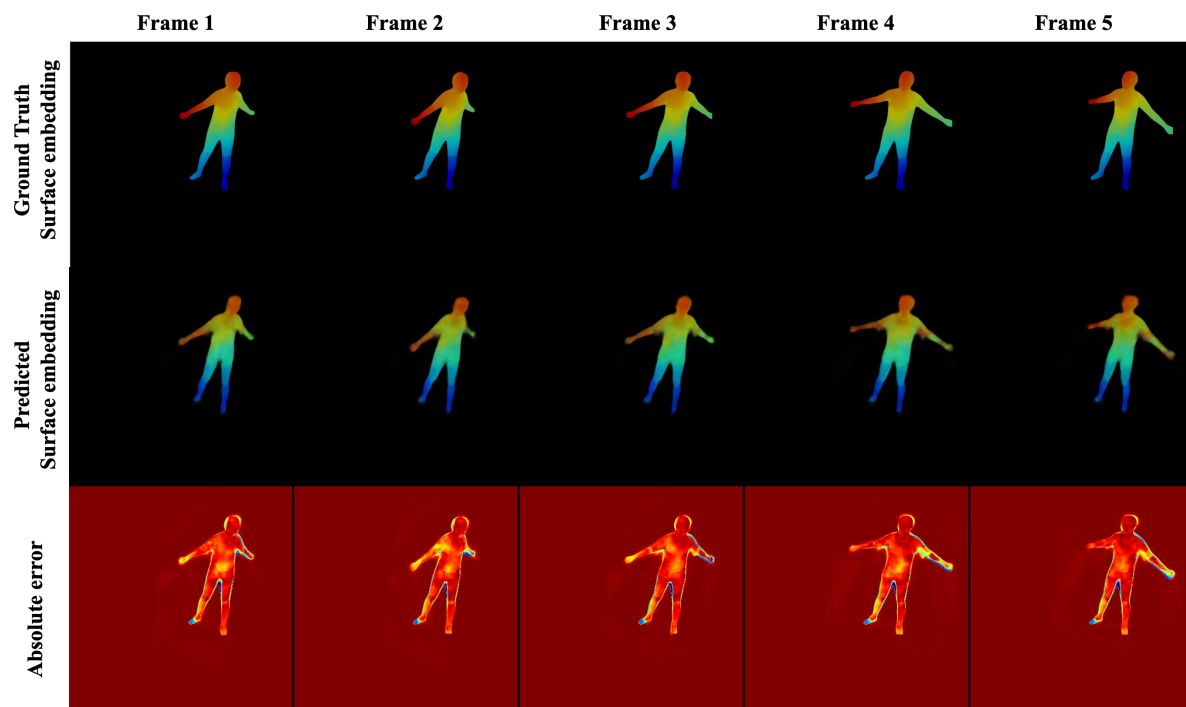 Frame 1
Frame 2
Frame 3
Frame 4
Frame 5
Ground Truth
Surface embedding
Predicted
Surface embedding
Absolute error